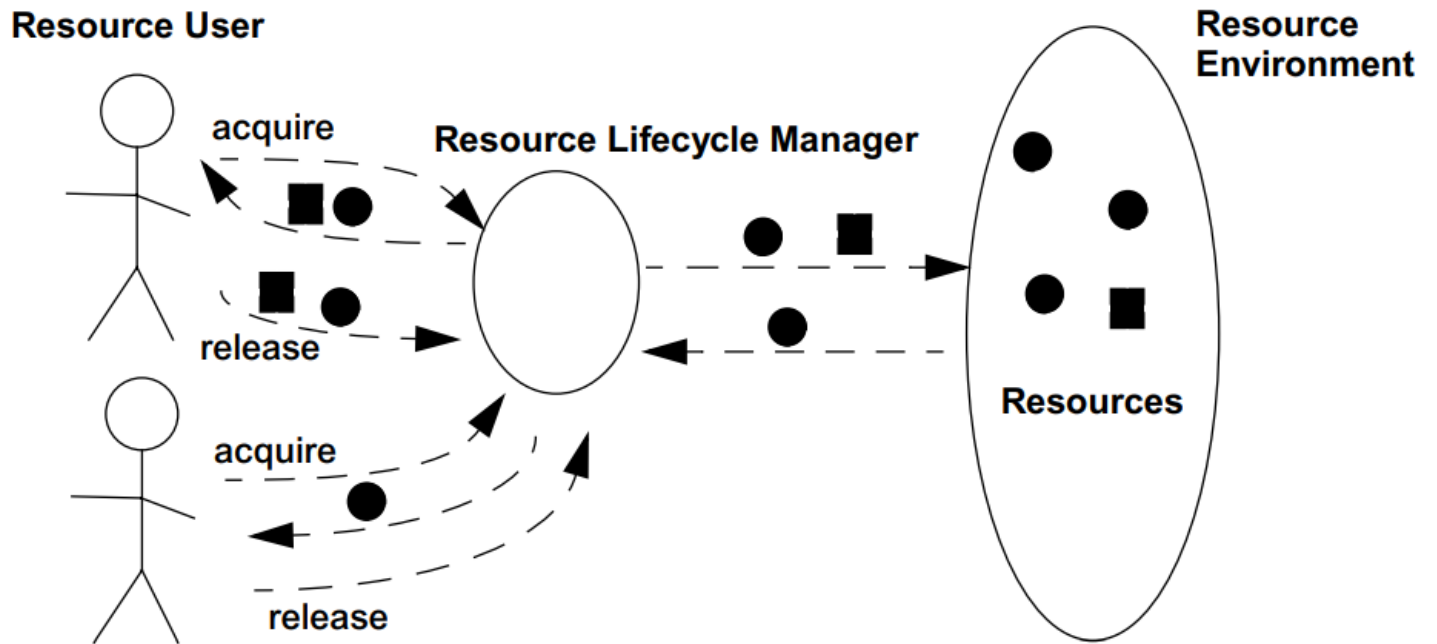 Resource User
Resource
Environment
acquire
Resource Lifecycle Manager
release
Resources
acquire
release